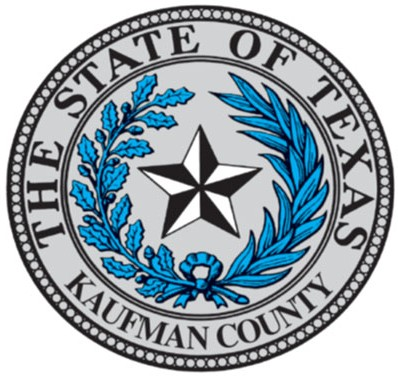 THE STATE OF TEXAS
KAUFMAN COUNTY